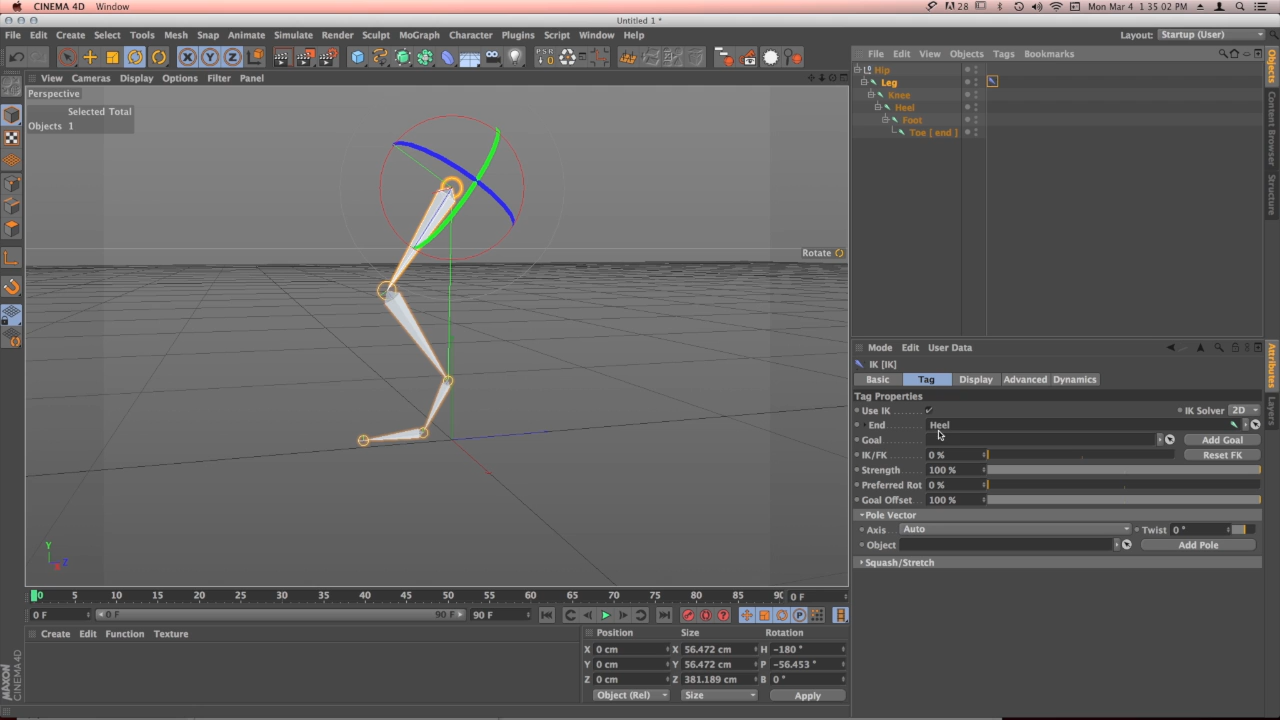 CINEMA 4D Window 28 Mon Mar 4 1:35:02 PM
Untitled 1 *
File Edit Create Select Tools Mesh Snap Animate Simulate Render Sculpt MoGraph Character Plugins Script Window Help Layout: Startup (User)
X Y Z PSR
File Edit View Objects Tags Bookmarks
View Cameras Display Options Filter Panel
Perspective
Selected Total
Objects 1
Hip
Leg
Knee
Heel
Foot
Toe [ end ]
Objects
Content Browser
Structure
Rotate
Y
X Z
Mode Edit User Data
IK [IK]
Basic Tag Display Advanced Dynamics
Tag Properties
Use IK IK Solver 2D
End Heel
Goal Add Goal
IK/FK 0 % Reset FK
Strength 100 %
Preferred Rot 0 %
Goal Offset 100 %
Pole Vector
Axis Auto Twist 0 °
Object Add Pole
Squash/Stretch
Attributes
Layers
0 5 10 15 20 25 30 35 40 45 50 55 60 65 70 75 80 85 90 0 F
0 F 0 F 90 F 90 F
Create Edit Function Texture
Position Size Rotation
X 0 cm X 56.472 cm H -180 °
Y 0 cm Y 56.472 cm P -56.453 °
Z 0 cm Z 381.189 cm B 0 °
Object (Rel) Size Apply
MAXON
CINEMA 4D